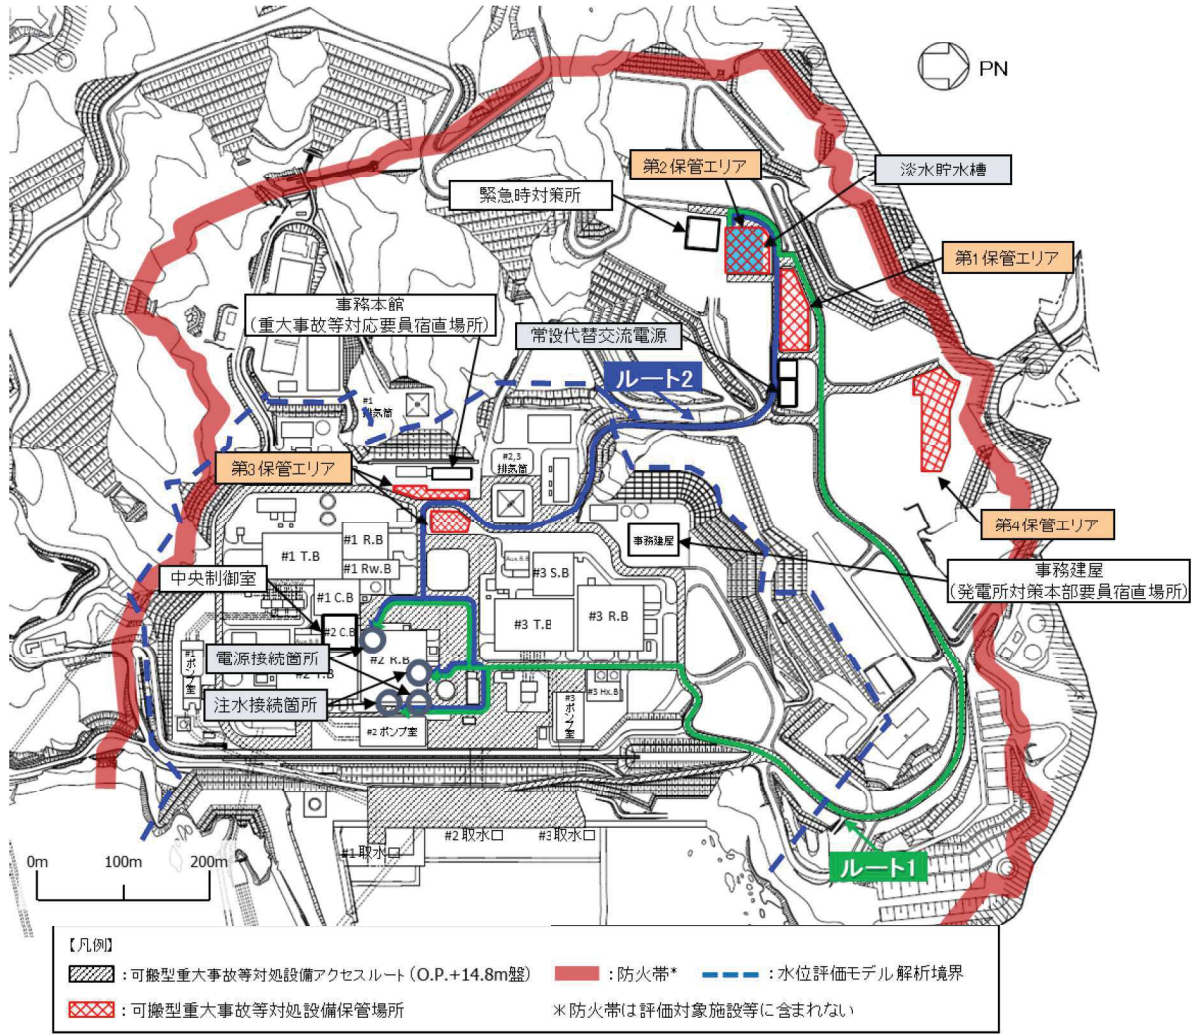 PN
第2保管エリア
淡水貯水槽
緊急時対策所
第1保管エリア
事務本館
(重大事故等対応要員宿直場所)
常設代替交流電源
ルート2
#1
排気筒
#2,3
排気筒
第3保管エリア
第4保管エリア
事務建屋
事務建屋
(発電所対策本部要員宿直場所)
#1 R.B
#1 T.B
#1 Rw.B
Aux.B.B
#3 S.B
中央制御室
#1 C.B
#3 R.B
#3 T.B
#2 C.B
電源接続箇所
#2 R.B
#1
ポンプ室
#2 T.B
注水接続箇所
#3 Hx.B
#3
ポンプ室
#2 ポンプ室
#2 取水口
#3 取水口
#1 取水口
ルート1
0m
100m
200m
【凡例】
:可搬型重大事故等対処設備アクセスルート(O.P.+14.8m盤)
:防火帯*
:水位評価モデル解析境界
:可搬型重大事故等対処設備保管場所
*防火帯は評価対象施設等に含まれない